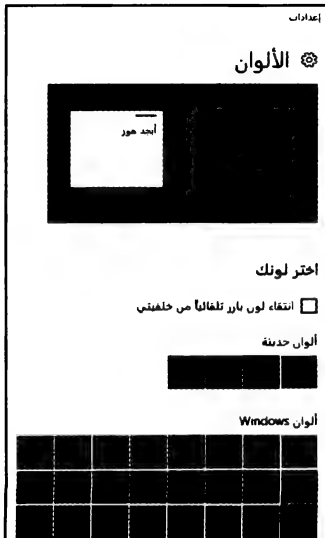 إعدادات
الألوان
أبجد هوز
اختر لونك
انتقاء لون بارز تلقائياً من خلفيتي
ألوان حديثة
ألوان Windows